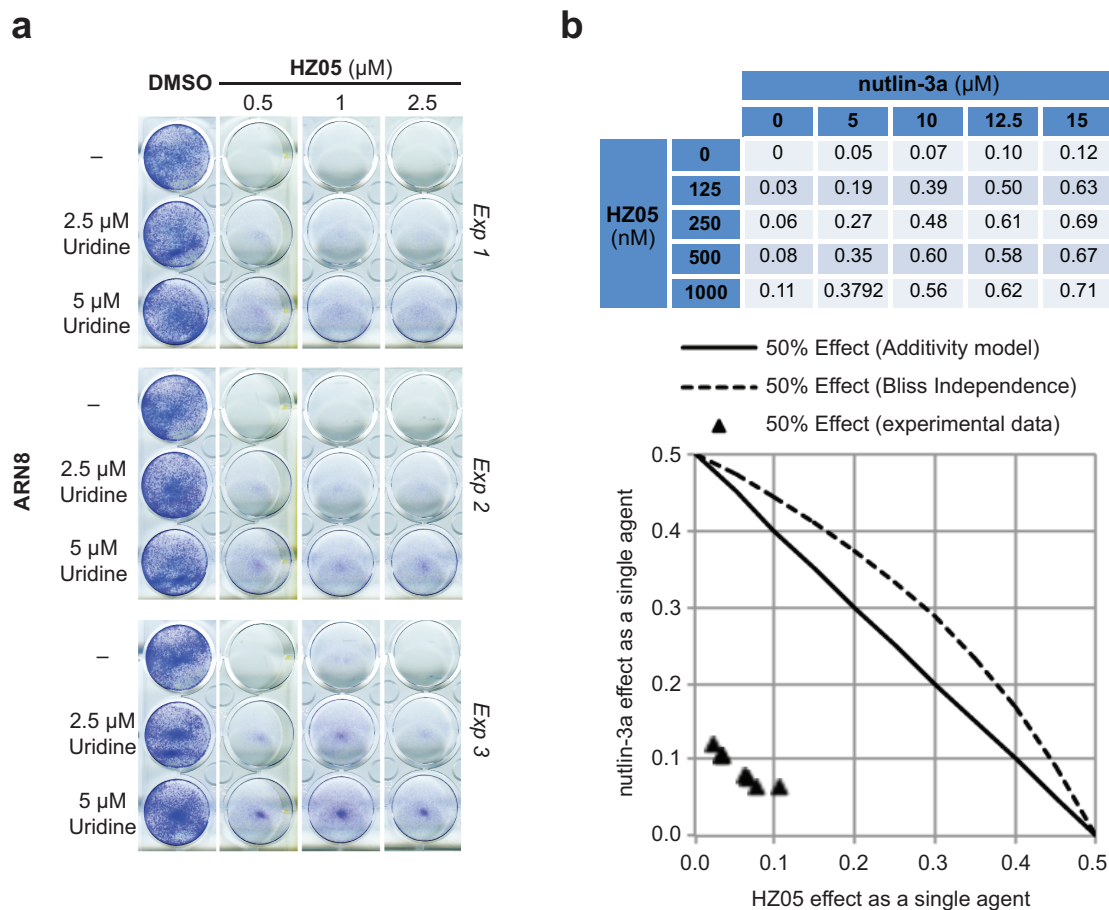 a
HZ05 (µM)
DMSO
0.5 1 2.5
ARN8
–
2.5 µM
Uridine
5 µM
Uridine
Exp 1
–
2.5 µM
Uridine
5 µM
Uridine
Exp 2
–
2.5 µM
Uridine
5 µM
Uridine
Exp 3
b
nutlin-3a (µM)
0 5 10 12.5 15
HZ05
(nM)
0 0 0.05 0.07 0.10 0.12
125 0.03 0.19 0.39 0.50 0.63
250 0.06 0.27 0.48 0.61 0.69
500 0.08 0.35 0.60 0.58 0.67
1000 0.11 0.3792 0.56 0.62 0.71
50% Effect (Additivity model)
50% Effect (Bliss Independence)
50% Effect (experimental data)
nutlin-3a effect as a single agent
0.5
0.4
0.3
0.2
0.1
0.0
0.0 0.1 0.2 0.3 0.4 0.5
HZ05 effect as a single agent